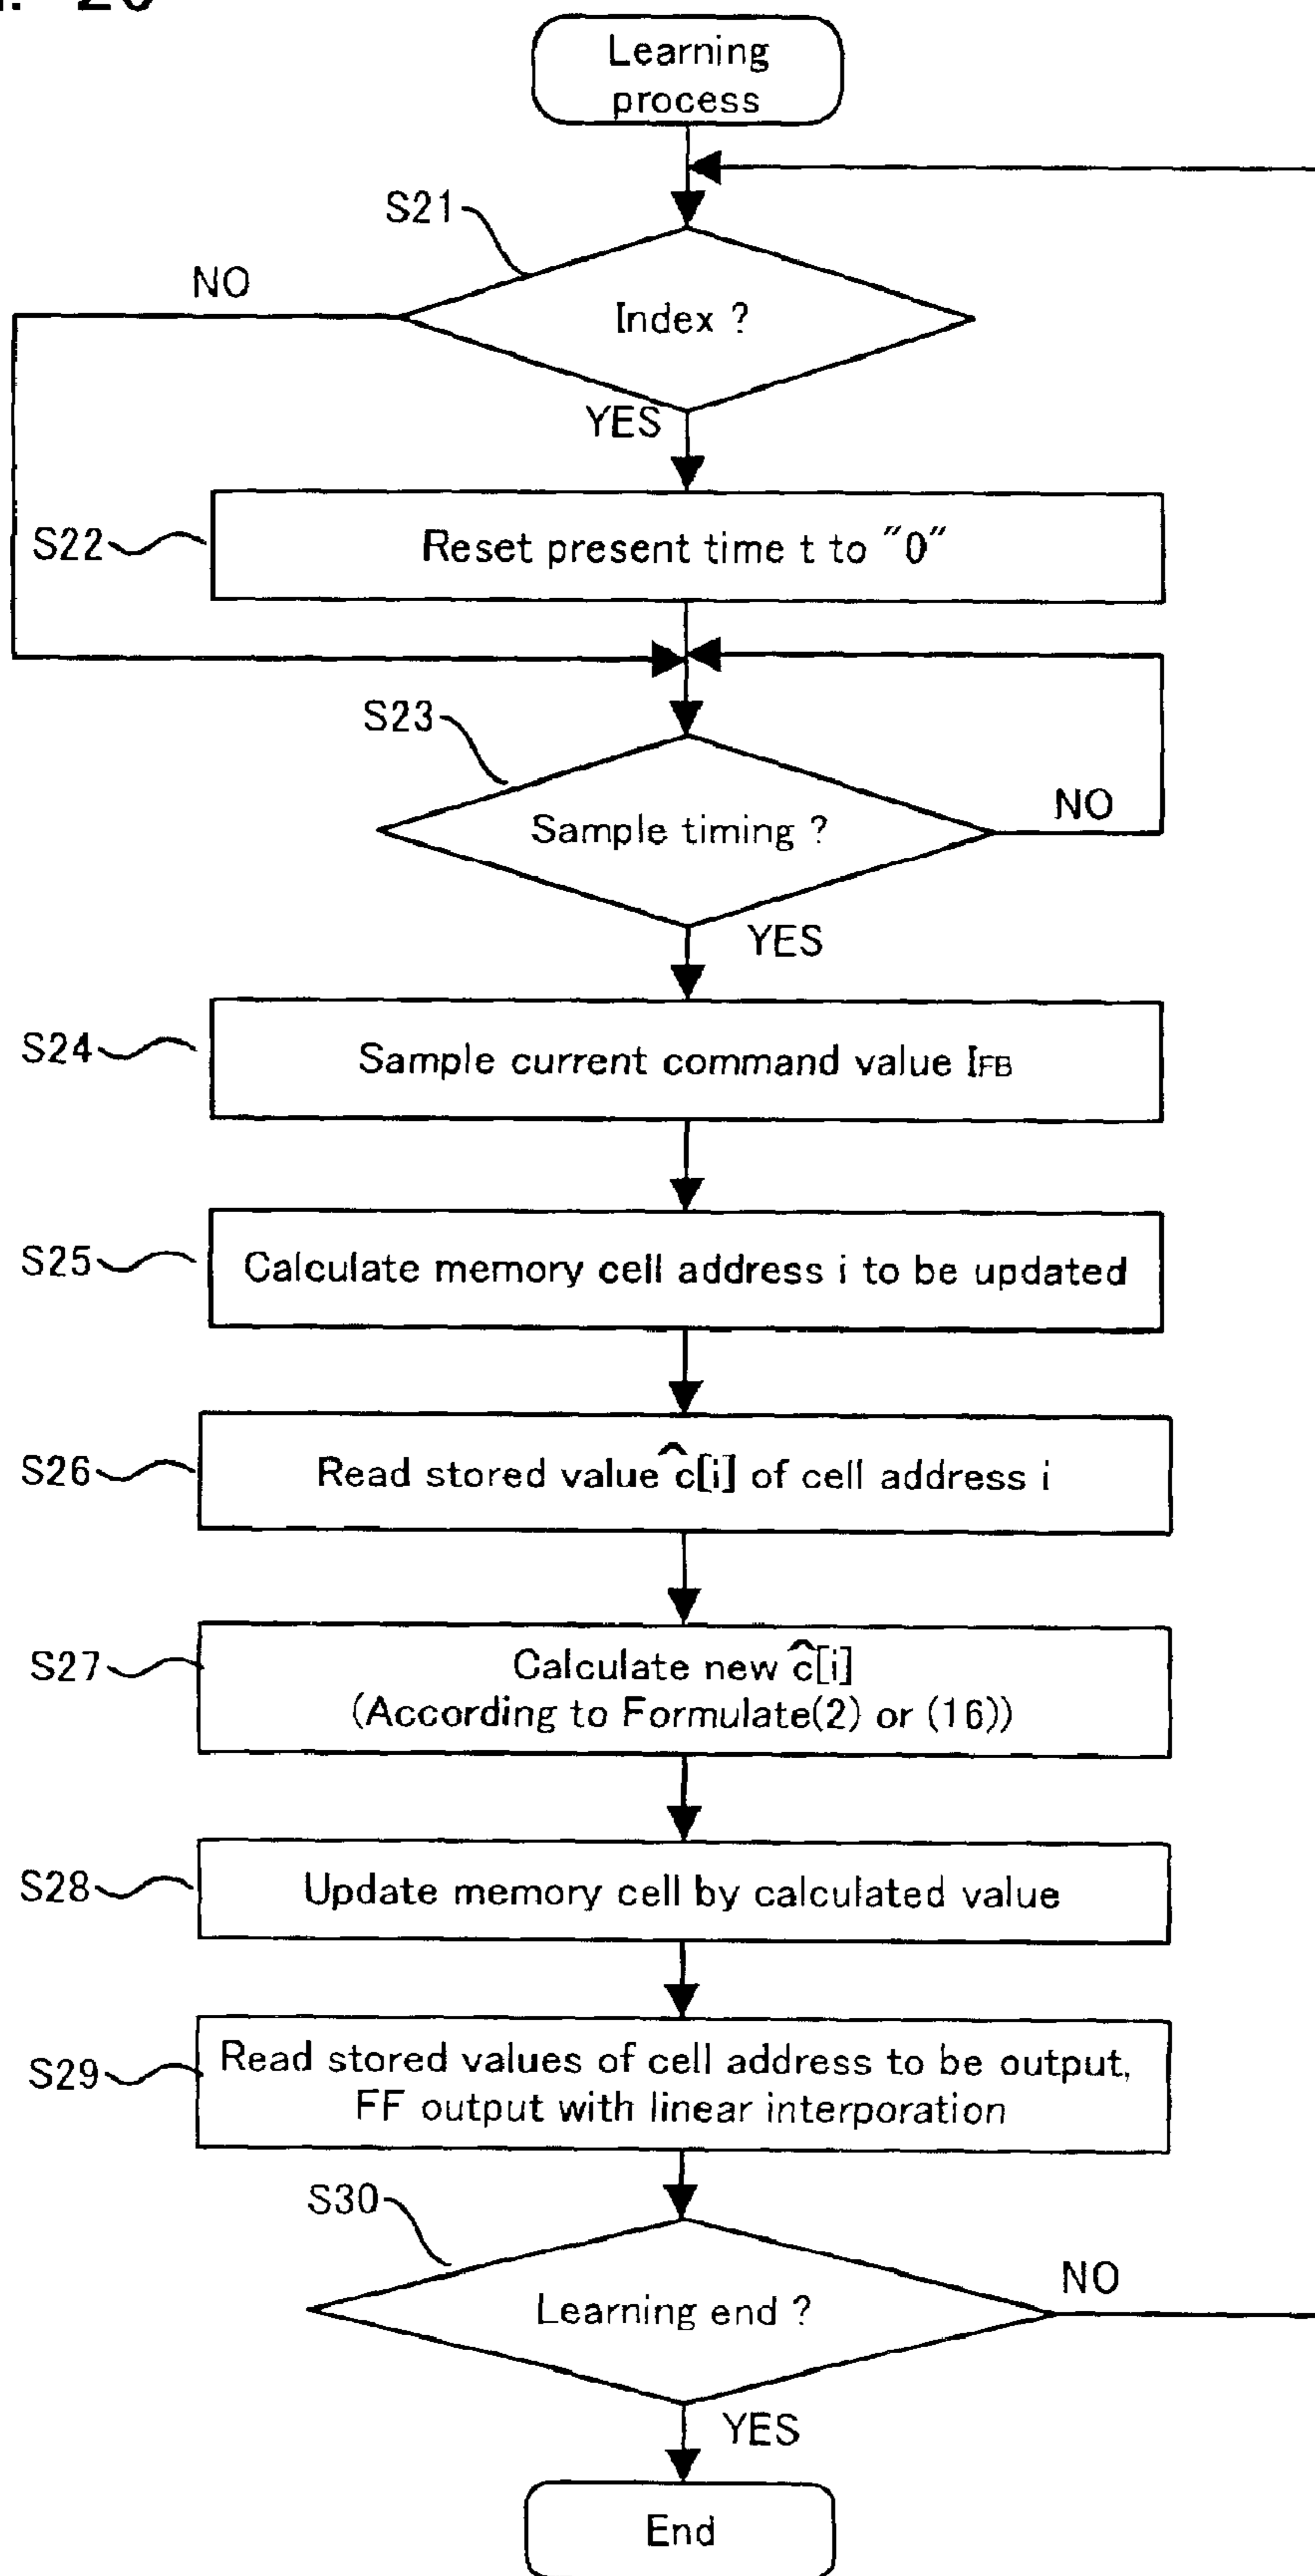 20
Learning
process
S21
NO
Index ?
YES
S22
Reset present time t to "0"
S23
Sample timing ?
NO
YES
S24
Sample current command value IFB
S25
Calculate memory cell address i to be updated
S26
Read stored value ĉ[i] of cell address i
S27
Calculate new ĉ[i]
(According to Formulate(2) or (16))
S28
Update memory cell by calculated value
S29
Read stored values of cell address to be output,
FF output with linear interporation
S30
Learning end ?
NO
YES
End